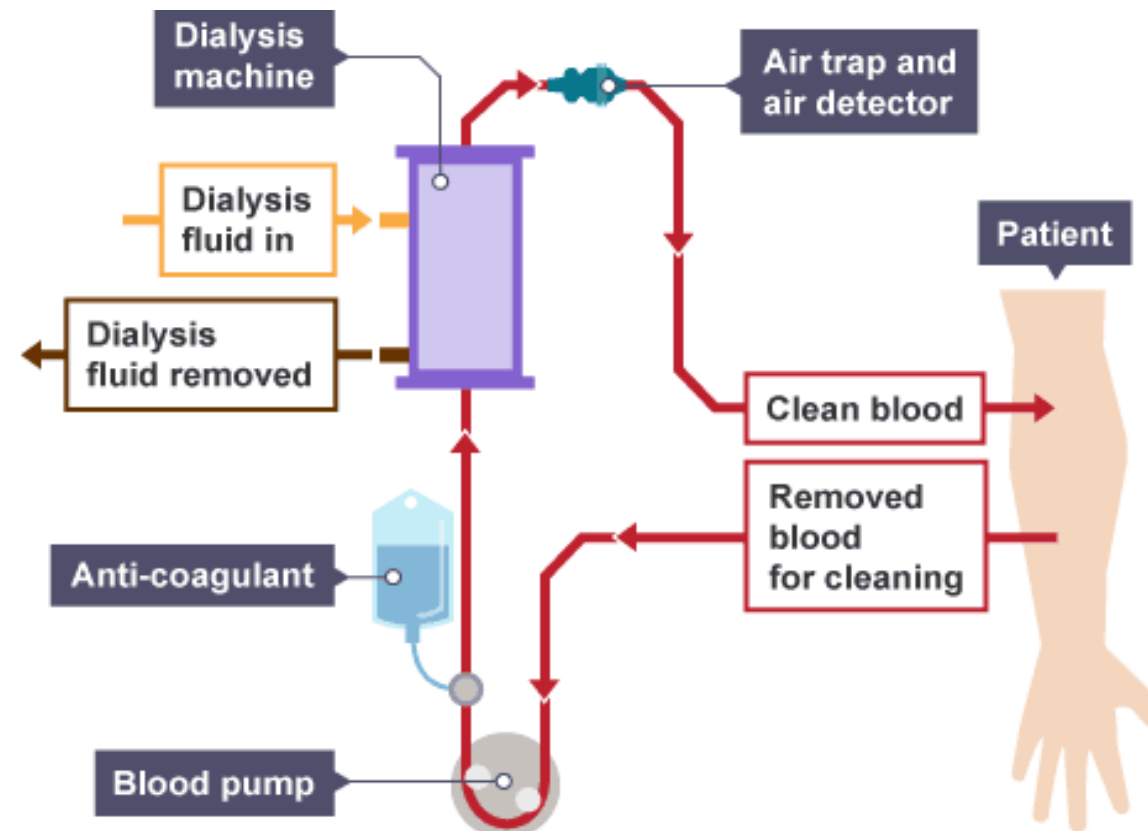 Dialysis
machine
Air trap and
air detector
Dialysis
fluid in
Patient
Dialysis
fluid removed
Clean blood
Removed
blood
for cleaning
Anti-coagulant
Blood pump